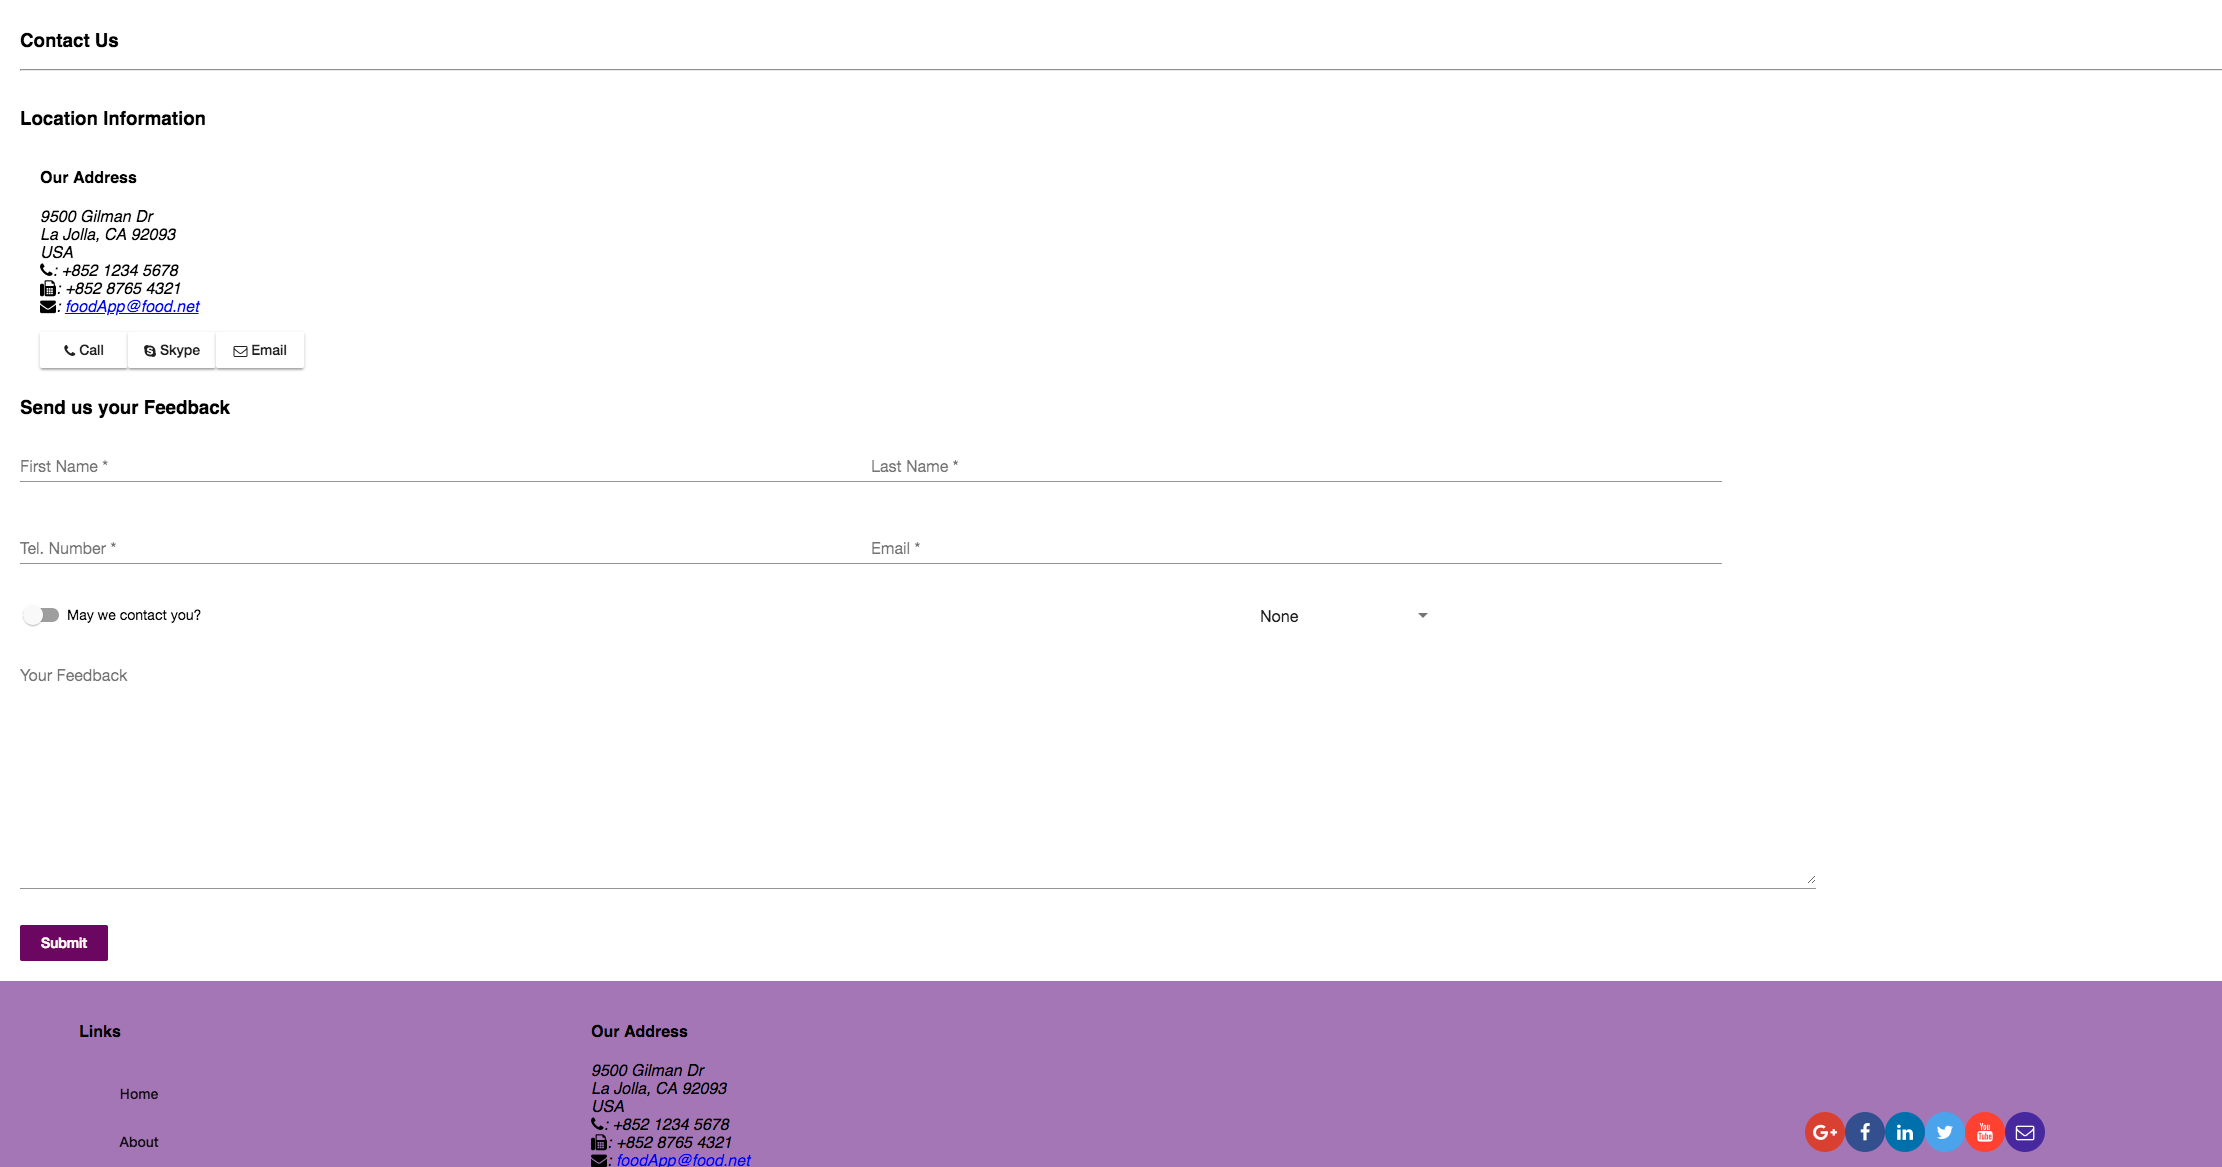 Contact Us
Location Information
Our Address
9500 Gilman Dr
La Jolla, CA 92093
USA
: +852 1234 5678
: +852 8765 4321
: foodApp@food.net
Call Skype Email
Send us your Feedback
First Name * Last Name *
Tel. Number * Email *
May we contact you? None
Your Feedback
Submit
Links
Home
About
Our Address
9500 Gilman Dr
La Jolla, CA 92093
USA
: +852 1234 5678
: +852 8765 4321
: foodApp@food.net
G+ f in You Tube